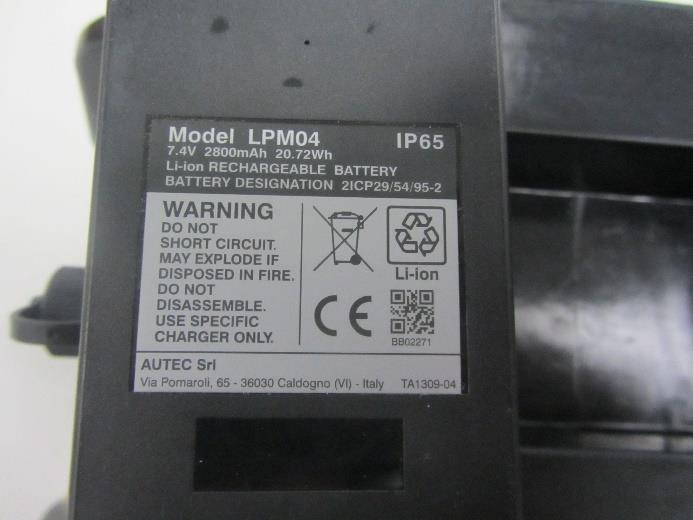 Model LPM04 IP65
7.4V 2800mAh 20.72Wh
Li-ion RECHARGEABLE BATTERY
BATTERY DESIGNATION 2ICP29/54/95-2
WARNING
DO NOT
SHORT CIRCUIT.
MAY EXPLODE IF
DISPOSED IN FIRE.
DO NOT
DISASSEMBLE.
USE SPECIFIC
CHARGER ONLY.
Li-ion
CE
BB02271
AUTEC Srl
Via Pomaroli, 65 - 36030 Caldogno (VI) - Italy TA1309-04